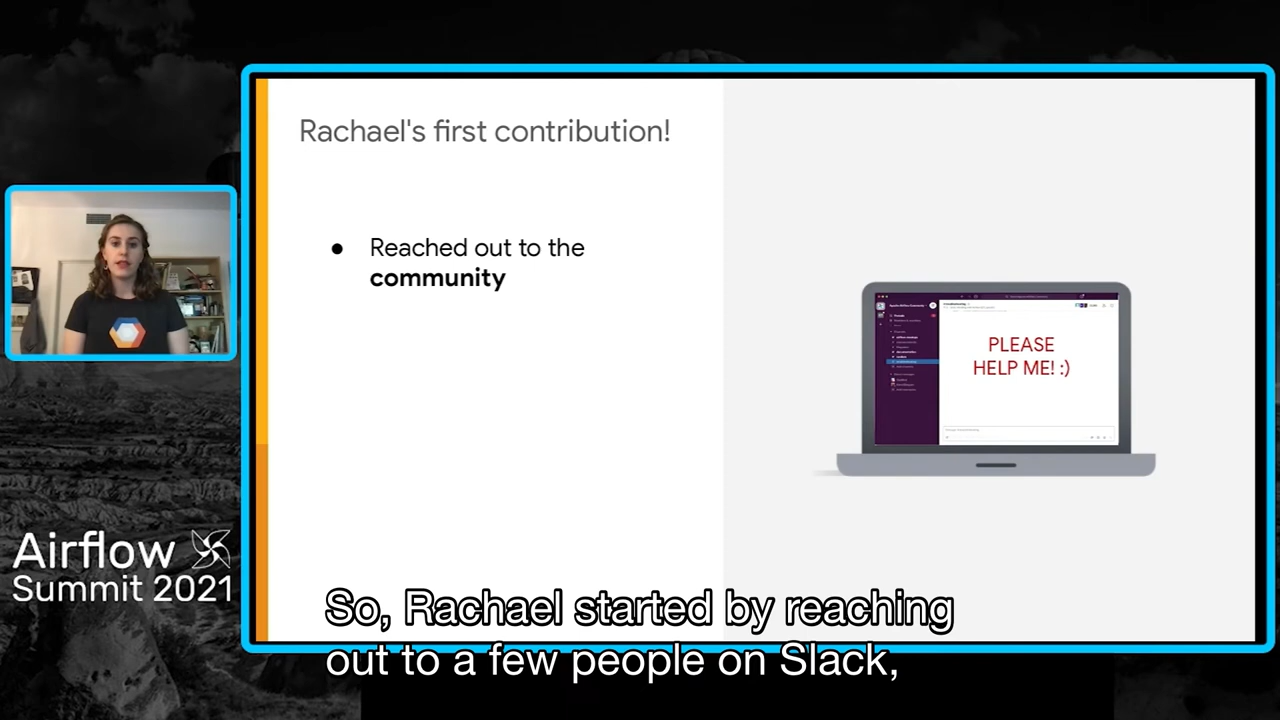 Rachael's first contribution!
● Reached out to the
community
PLEASE
HELP ME! :)
Airflow
Summit 2021
So, Rachael started by reaching
out to a few people on Slack,